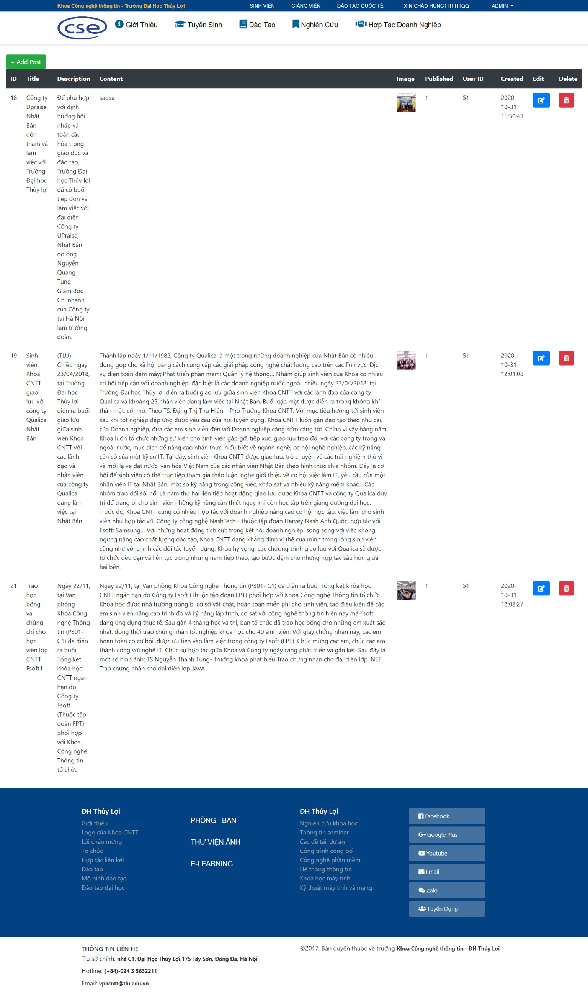 Khoa Công nghệ thông tin - Trường Đại Học Thủy Lợi
SINH VIÊN
GIẢNG VIÊN
ĐÀO TẠO QUỐC TẾ
XIN CHÀO HUNG1111111QQ
ADMIN
cse
Giới Thiệu
Tuyển Sinh
Đào Tạo
Nghiên Cứu
Hợp Tác Doanh Nghiệp
+ Add Post
ID Title Description Content Image Published User ID Created Edit Delete
18
Công ty
Upraise,
Nhật
Bản
đến
thăm và
làm
việc với
Trường
Đại học
Thủy lợi
Để phù hợp
với định
hướng hội
nhập và
toàn cầu
hóa trong
giáo dục và
đào tạo,
Trường Đại
học Thủy lợi
đã có buổi
tiếp đón và
làm việc với
đại diện
Công ty
UPraise,
Nhật Bản
do ông
Nguyễn
Quang
Tùng –
Giám đốc
Chi nhánh
của Công ty
tại Hà Nội
làm trưởng
đoàn.
sadsa
1
51
2020-
10-31
11:30:41
19
Sinh
viên
Khoa
CNTT
giao
lưu với
công ty
Qualica
Nhật
Bản
(TLU) –
Chiều ngày
23/04/2018,
tại Trường
Đại học
Thủy lợi
diễn ra buổi
giao lưu
giữa sinh
viên Khoa
CNTT với
các lãnh
đạo và
nhân viên
của công ty
Qualica
đang làm
việc tại
Nhật Bản
Thành lập ngày 1/11/1982, Công ty Qualica là một trong những doanh nghiệp của Nhật Bản có nhiều
đóng góp cho xã hội bằng cách cung cấp các giải pháp công nghệ chất lượng cao trên các lĩnh vực: Dịch
vụ điện toán đám mây; Phát triển phần mềm; Quản lý hệ thống... Nhằm giúp sinh viên của Khoa có nhiều
cơ hội tiếp cận với doanh nghiệp, đặc biệt là các doanh nghiệp nước ngoài, chiều ngày 23/04/2018, tại
Trường Đại học Thủy lợi diễn ra buổi giao lưu giữa sinh viên Khoa CNTT với các lãnh đạo của công ty
Qualica và khoảng 25 nhân viên đang làm việc tại Nhật Bản. Buổi gặp mặt được diễn ra trong không khí
thân mật, cởi mở. Theo TS. Đặng Thị Thu Hiền – Phó Trưởng Khoa CNTT: Với mục tiêu hướng tới sinh viên
sau khi tốt nghiệp đáp ứng được yêu cầu của nơi tuyển dụng. Khoa CNTT luôn gắn đào tạo theo nhu cầu
của Doanh nghiệp, đưa các em sinh viên đến với Doanh nghiệp càng sớm càng tốt. Chính vì vậy hàng năm
Khoa luôn tổ chức những sự kiện cho sinh viên gặp gỡ, tiếp xúc, giao lưu trao đổi với các công ty trong và
ngoài nước, mục đích để nâng cao nhận thức, hiểu biết về ngành nghề, cơ hội nghề nghiệp, các kỹ năng
cần có của một kỹ sư IT. Tại đây, sinh viên Khoa CNTT được giao lưu, trò chuyện về các trải nghiệm thú vị
và mới lạ về đất nước, văn hóa Việt Nam của các nhân viên Nhật Bản theo hình thức chia nhóm. Đây là cơ
hội để sinh viên có thể trực tiếp tham gia thảo luận, nghe giới thiệu về cơ hội việc làm IT, yêu cầu của một
nhân viên IT tại Nhật Bản, một số kỹ năng trong công việc, khảo sát và nhiều kỹ năng mềm khác... Các
nhóm trao đổi sôi nổi Là năm thứ hai liên tiếp hoạt động giao lưu được Khoa CNTT và công ty Qualica duy
trì để trang bị cho sinh viên những kỹ năng cần thiết ngay khi còn học tập trên giảng đường đại học.
Trước đó, Khoa CNTT cũng có nhiều hợp tác với doanh nghiệp nâng cao cơ hội học tập, việc làm cho sinh
viên như hợp tác với Công ty công nghệ NashTech - thuộc tập đoàn Harvey Nash Anh Quốc; hợp tác với
Fsoft; Samsung... Với những hoạt động tích cực trong kết nối doanh nghiệp, song song với việc không
ngừng nâng cao chất lượng đào tạo, Khoa CNTT đang khẳng định vị thế của mình trong lòng sinh viên
cũng như với chính các đối tác tuyển dụng. Khoa hy vọng, các chương trình giao lưu với Qualica sẽ được
tổ chức đều đặn và liên tục trong những năm tiếp theo, tạo bước đệm cho những hợp tác sâu hơn giữa
hai bên.
1
51
2020-
10-31
12:01:08
21
Trao
học
bổng
và
chứng
chỉ cho
học
viên lớp
CNTT
Fsoft1
Ngày 22/11,
tại Văn
phòng
Khoa Công
nghệ Thông
tin (P301-
C1) đã diễn
ra buổi
Tổng kết
khóa học
CNTT ngắn
hạn do
Công ty
Fsoft
(Thuộc tập
đoàn FPT)
phối hợp
với Khoa
Công nghệ
Thông tin
tổ chức
Ngày 22/11, tại Văn phòng Khoa Công nghệ Thông tin (P301- C1) đã diễn ra buổi Tổng kết khóa học
CNTT ngắn hạn do Công ty Fsoft (Thuộc tập đoàn FPT) phối hợp với Khoa Công nghệ Thông tin tổ chức.
Khóa học được nhà trường trang bị cơ sở vật chất, hoàn toàn miễn phí cho sinh viên, tạo điều kiện để các
em sinh viên nâng cao trình độ và kỹ năng lập trình, cọ sát với công nghệ thông tin hiện nay mà Fsoft
đang ứng dụng thực tế. Sau gần 4 tháng học và thi, ban tổ chức đã trao học bổng cho những em xuất sắc
nhất, đồng thời trao chứng nhận tốt nghiệp khoa học cho 40 sinh viên. Với giấy chứng nhận này, các em
hoàn toàn có cơ hội, được ưu tiên vào làm việc trong công ty Fsoft (FPT). Chúc mừng các em, chúc các em
thành công với nghề IT. Chúc sự hợp tác giữa Khoa và Công ty ngày càng phát triển và gắn kết. Sau đây là
một số hình ảnh: TS Nguyễn Thanh Tùng- Trưởng khoa phát biểu Trao chứng nhận cho đại diện lớp .NET
Trao chứng nhận cho đại diện lớp JAVA
1
51
2020-
10-31
12:08:27
ĐH Thủy Lợi
Giới thiệu
Logo của Khoa CNTT
Lời chào mừng
Tổ chức
Hợp tác liên kết
Đào tạo
Mô hình đào tạo
Đào tạo đại học
PHÒNG - BAN
THƯ VIỆN ẢNH
E-LEARNING
ĐH Thủy Lợi
Nghiên cứu khoa học
Thông tin seminar
Các đề tài, dự án
Công trình công bố
Công nghệ phần mềm
Hệ thống thông tin
Khoa học máy tính
Kỹ thuật máy tính và mạng
Facebook
Google Plus
Youtube
Email
Zalo
Tuyển Dụng
THÔNG TIN LIÊN HỆ
Trụ sở chính: nhà C1, Đại Học Thủy Lợi,175 Tây Sơn, Đống Đa, Hà Nội
Hotline: (+84)-024 3 5632211
Email: vpkcntt@tlu.edu.vn
©2017. Bản quyền thuộc về trường Khoa Công nghệ thông tin - ĐH Thủy Lợi